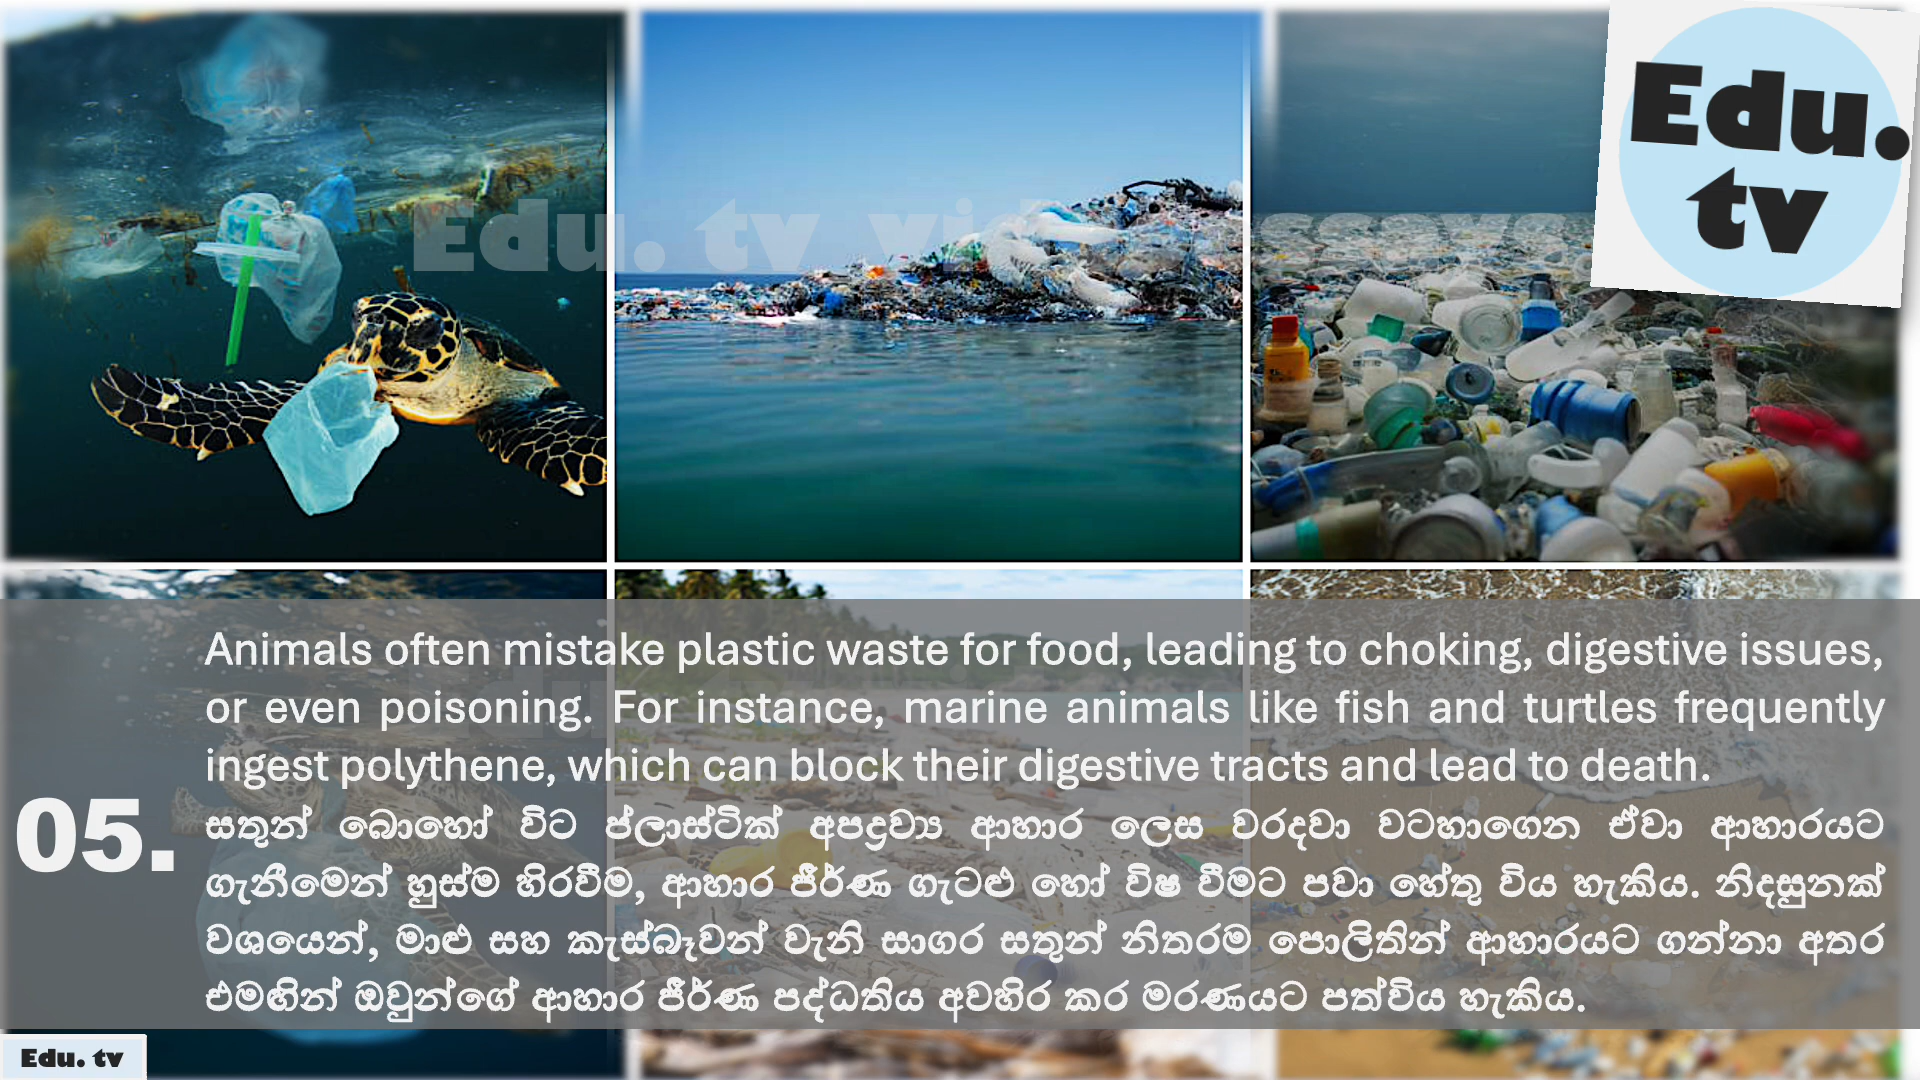 Edu.
tv
Edu. tv
Animals often mistake plastic waste for food, leading to choking, digestive issues,
or even poisoning. For instance, marine animals like fish and turtles frequently
ingest polythene, which can block their digestive tracts and lead to death.
05.
සතුන් බොහෝ විට ප්ලාස්ටික් අපද්‍රව්‍ය ආහාර ලෙස වරදවා වටහාගෙන ඒවා ආහාරයට
ගැනීමෙන් හුස්ම හිරවීම, ආහාර ජීර්ණ ගැටළු හෝ විෂ වීමට පවා හේතු විය හැකිය. නිදසුනක්
වශයෙන්, මාළු සහ කැස්බෑවන් වැනි සාගර සතුන් නිතරම පොලිතින් ආහාරයට ගන්නා අතර
එමඟින් ඔවුන්ගේ ආහාර ජීර්ණ පද්ධතිය අවහිර කර මරණයට පත්විය හැකිය.
Edu. tv